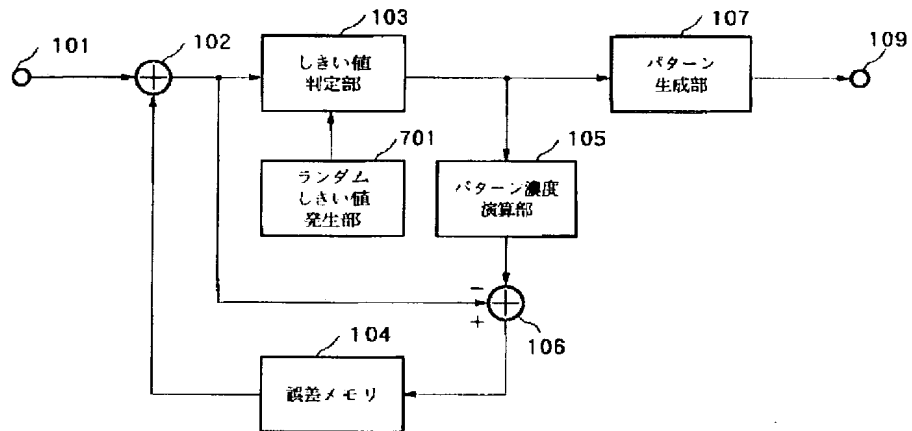 101
102
103
しきい値
判定部
107
パターン
生成部
109
701
ランダム
しきい値
発生部
105
パターン濃度
演算部
−
+
106
104
誤差メモリ